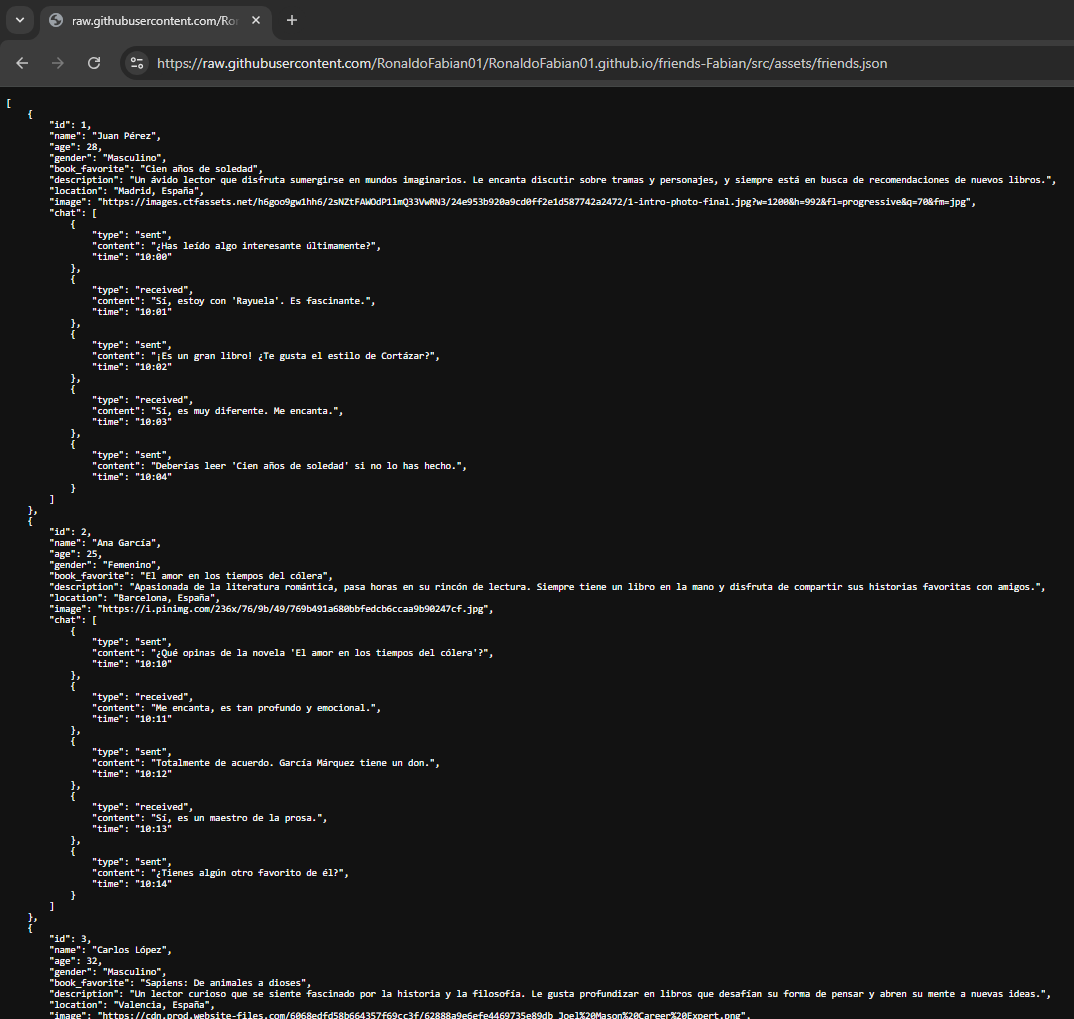 raw.githubusercontent.com/Ro
https://raw.githubusercontent.com/RonaldoFabian01/RonaldoFabian01.github.io/friends-Fabian/src/assets/friends.json
[
{
"id": 1,
"name": "Juan Pérez",
"age": 28,
"gender": "Masculino",
"book_favorite": "Cien años de soledad",
"description": "Un ávido lector que disfruta sumergirse en mundos imaginarios. Le encanta discutir sobre tramas y personajes, y siempre está en busca de recomendaciones de nuevos libros.",
"location": "Madrid, España",
"image": "https://images.ctfassets.net/h6goo9gw1hh6/2sNZtFAWOdP1lmQ33VwRN3/24e953b920a9cd0ff2e1d587742a2472/1-intro-photo-final.jpg?w=1200&h=992&fl=progressive&q=70&fm=jpg",
"chat": [
{
"type": "sent",
"content": "¿Has leído algo interesante últimamente?",
"time": "10:00"
},
{
"type": "received",
"content": "Sí, estoy con 'Rayuela'. Es fascinante.",
"time": "10:01"
},
{
"type": "sent",
"content": "¡Es un gran libro! ¿Te gusta el estilo de Cortázar?",
"time": "10:02"
},
{
"type": "received",
"content": "Sí, es muy diferente. Me encanta.",
"time": "10:03"
},
{
"type": "sent",
"content": "Deberías leer 'Cien años de soledad' si no lo has hecho.",
"time": "10:04"
}
]
},
{
"id": 2,
"name": "Ana García",
"age": 25,
"gender": "Femenino",
"book_favorite": "El amor en los tiempos del cólera",
"description": "Apasionada de la literatura romántica, pasa horas en su rincón de lectura. Siempre tiene un libro en la mano y disfruta de compartir sus historias favoritas con amigos.",
"location": "Barcelona, España",
"image": "https://i.pinimg.com/236x/76/9b/49/769b491a680bbfedcb6ccaa9b90247cf.jpg",
"chat": [
{
"type": "sent",
"content": "¿Qué opinas de la novela 'El amor en los tiempos del cólera'?",
"time": "10:10"
},
{
"type": "received",
"content": "Me encanta, es tan profundo y emocional.",
"time": "10:11"
},
{
"type": "sent",
"content": "Totalmente de acuerdo. García Márquez tiene un don.",
"time": "10:12"
},
{
"type": "received",
"content": "Sí, es un maestro de la prosa.",
"time": "10:13"
},
{
"type": "sent",
"content": "¿Tienes algún otro favorito de él?",
"time": "10:14"
}
]
},
{
"id": 3,
"name": "Carlos López",
"age": 32,
"gender": "Masculino",
"book_favorite": "Sapiens: De animales a dioses",
"description": "Un lector curioso que se siente fascinado por la historia y la filosofía. Le gusta profundizar en libros que desafían su forma de pensar y abren su mente a nuevas ideas.",
"location": "Valencia, España",
"image": "https://cdn.prod.website-files.com/6068edfd58b664357f69cc3f/62888a9e6efe4469735e89db_Joel%20Mason%20Career%20Expert.png",